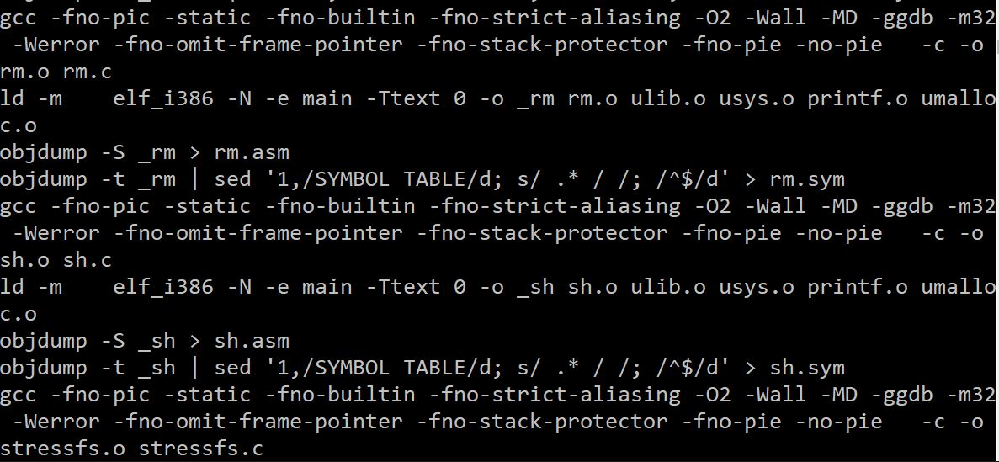 gcc -fno-pic -static -fno-builtin -fno-strict-aliasing -O2 -Wall -MD -ggdb -m32
 -Werror -fno-omit-frame-pointer -fno-stack-protector -fno-pie -no-pie   -c -o
rm.o rm.c
ld -m    elf_i386 -N -e main -Ttext 0 -o _rm rm.o ulib.o usys.o printf.o umallo
c.o
objdump -S _rm > rm.asm
objdump -t _rm | sed '1,/SYMBOL TABLE/d; s/ .* / /; /^$/d' > rm.sym
gcc -fno-pic -static -fno-builtin -fno-strict-aliasing -O2 -Wall -MD -ggdb -m32
 -Werror -fno-omit-frame-pointer -fno-stack-protector -fno-pie -no-pie   -c -o
sh.o sh.c
ld -m    elf_i386 -N -e main -Ttext 0 -o _sh sh.o ulib.o usys.o printf.o umallo
c.o
objdump -S _sh > sh.asm
objdump -t _sh | sed '1,/SYMBOL TABLE/d; s/ .* / /; /^$/d' > sh.sym
gcc -fno-pic -static -fno-builtin -fno-strict-aliasing -O2 -Wall -MD -ggdb -m32
 -Werror -fno-omit-frame-pointer -fno-stack-protector -fno-pie -no-pie   -c -o
stressfs.o stressfs.c